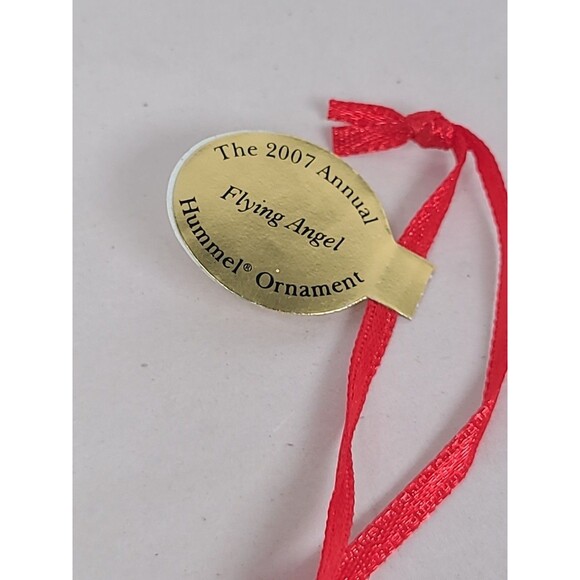 The 2007 Annual
Flying Angel
Hummel® Ornament